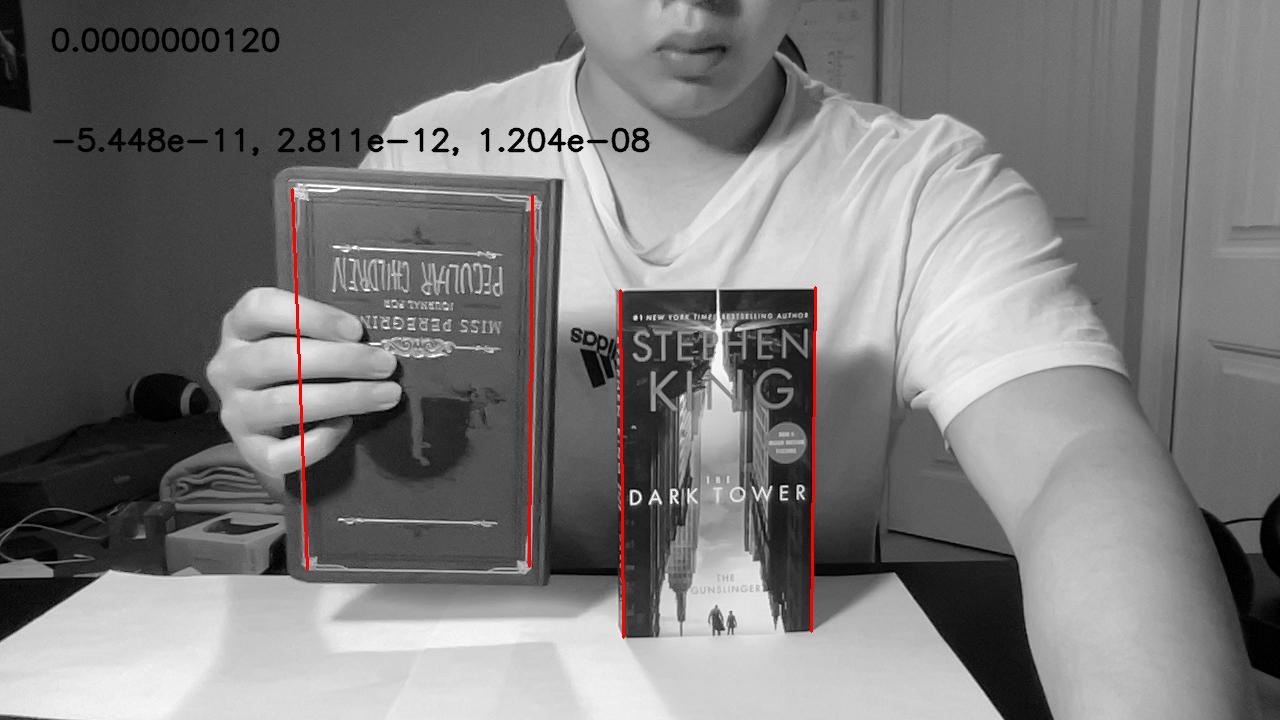 0.0000000120
−5.448e−11, 2.811e−12, 1.204e−08
MISS PEREGRIN
JOURNAL FOR
PECULIAR CHILDREN
#1 NEW YORK TIMES BESTSELLING AUTHOR
STEPHEN
KING
THE
DARK TOWER
THE
GUNSLINGER